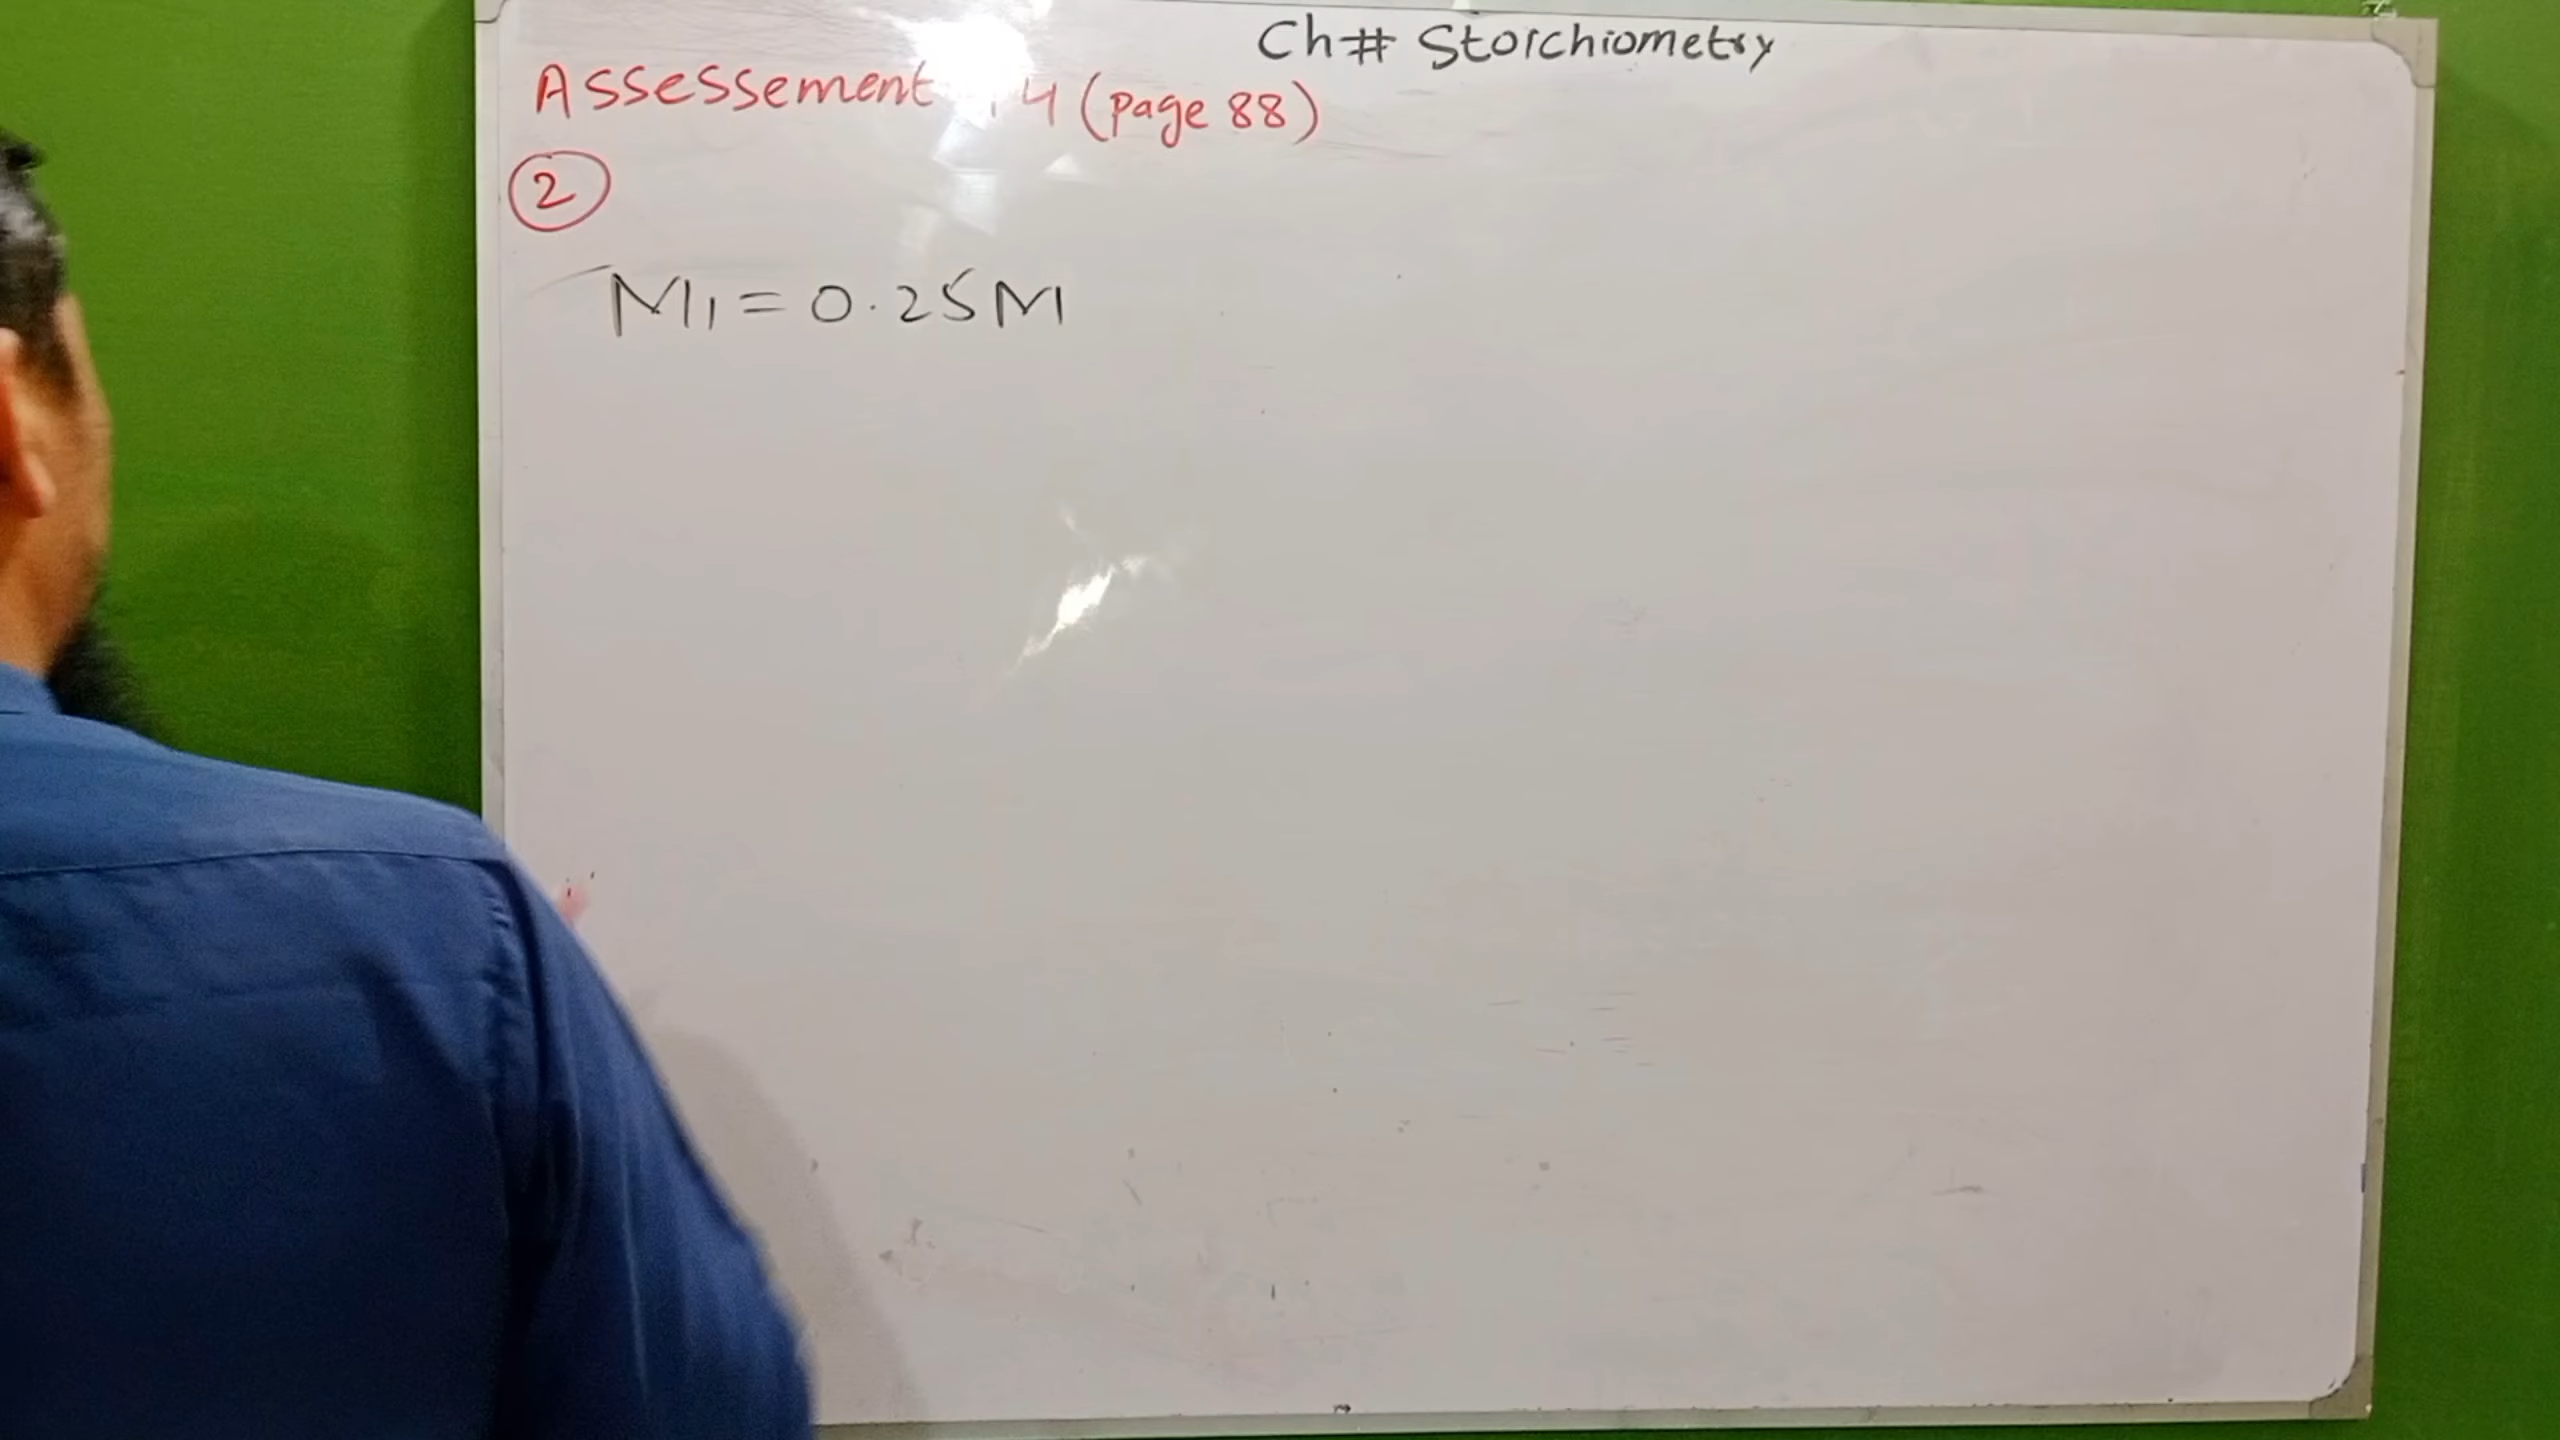 Ch# Stoichiometry
Assessement 4 (page 88)
2
M1 = 0.25M